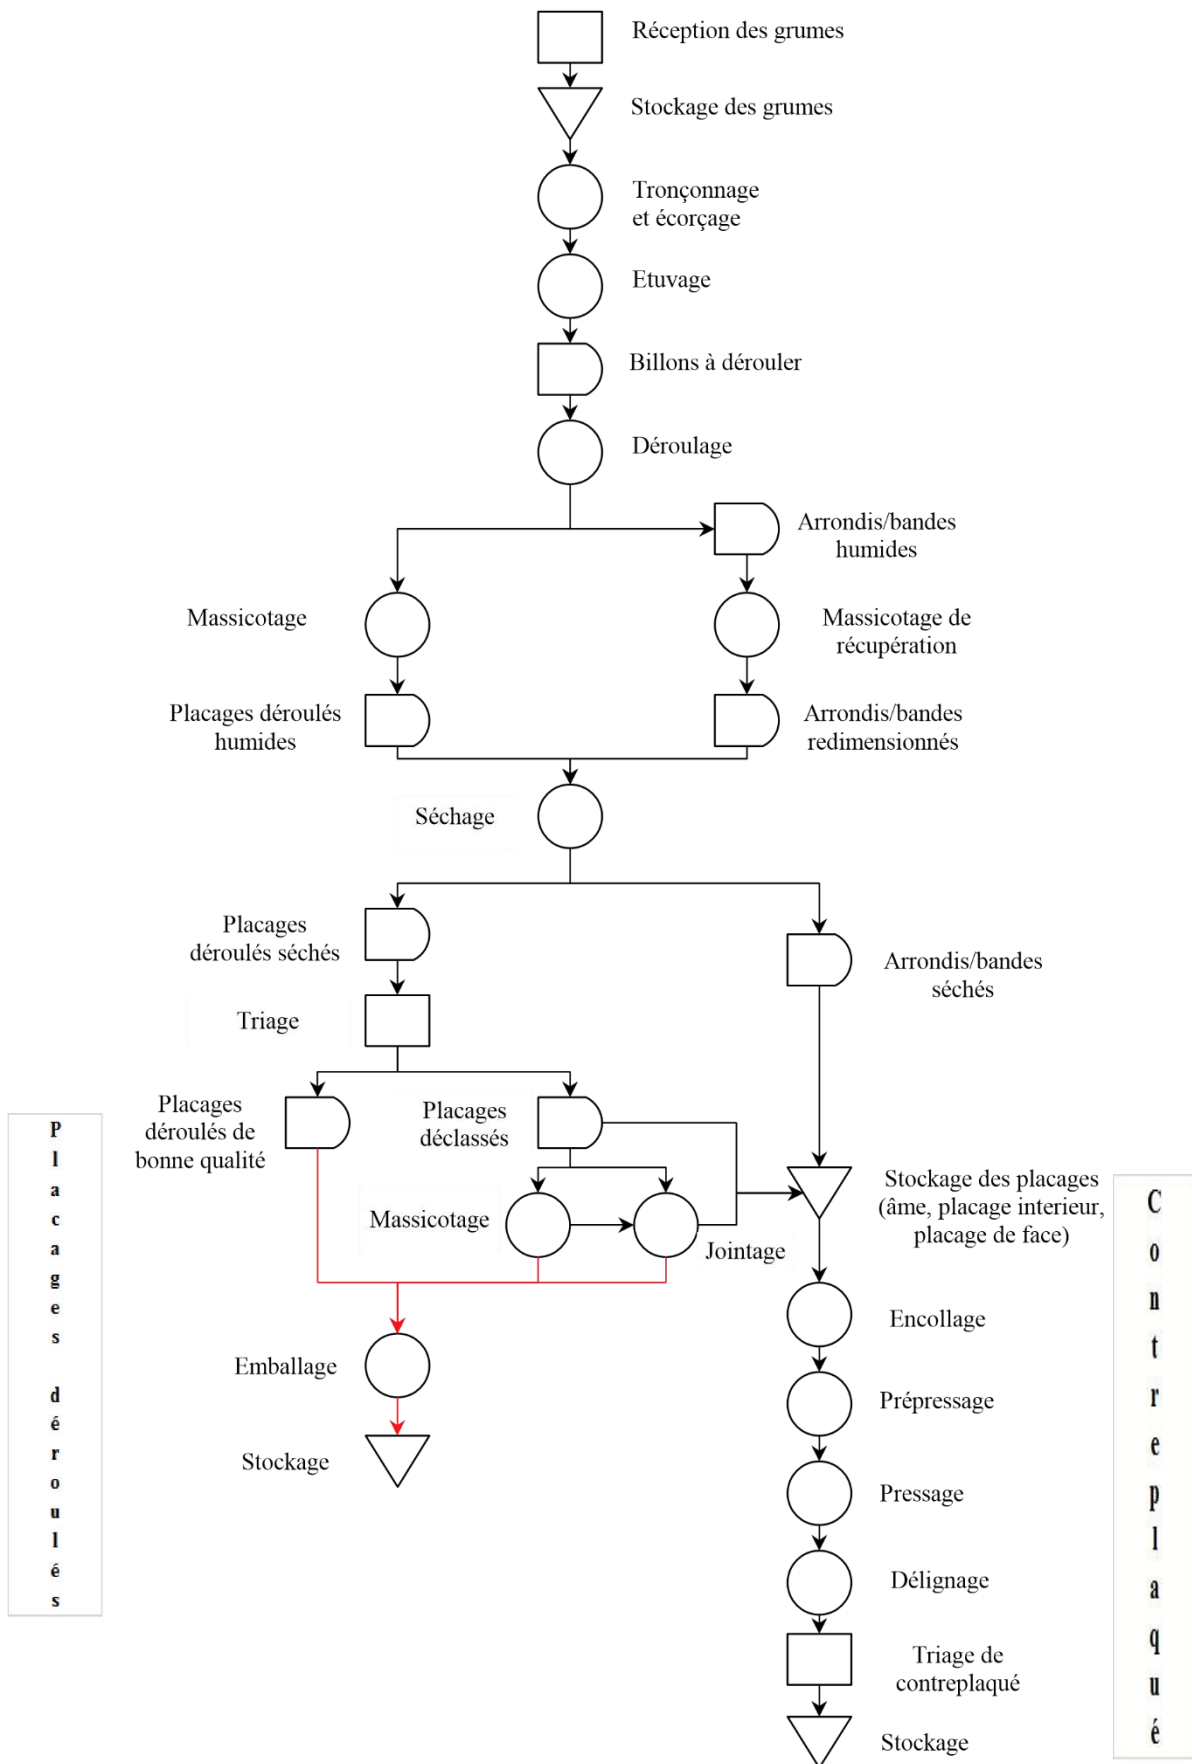 Réception des grumes
Stockage des grumes
Tronçonnage
et écorçage
Etuvage
Billons à dérouler
Déroulage
Arrondis/bandes
humides
Massicotage
Massicotage de
récupération
Placages déroulés
humides
Arrondis/bandes
redimensionnés
Séchage
Placages
déroulés séchés
Arrondis/bandes
séchés
Triage
Placages
déroulés de
bonne qualité
Placages
déclassés
Stockage des placages
(âme, placage interieur,
placage de face)
Massicotage
Jointage
Encollage
Emballage
Prépressage
Stockage
Pressage
Délignage
Triage de
contreplaqué
Stockage
Placages déroulés
Contreplaqué